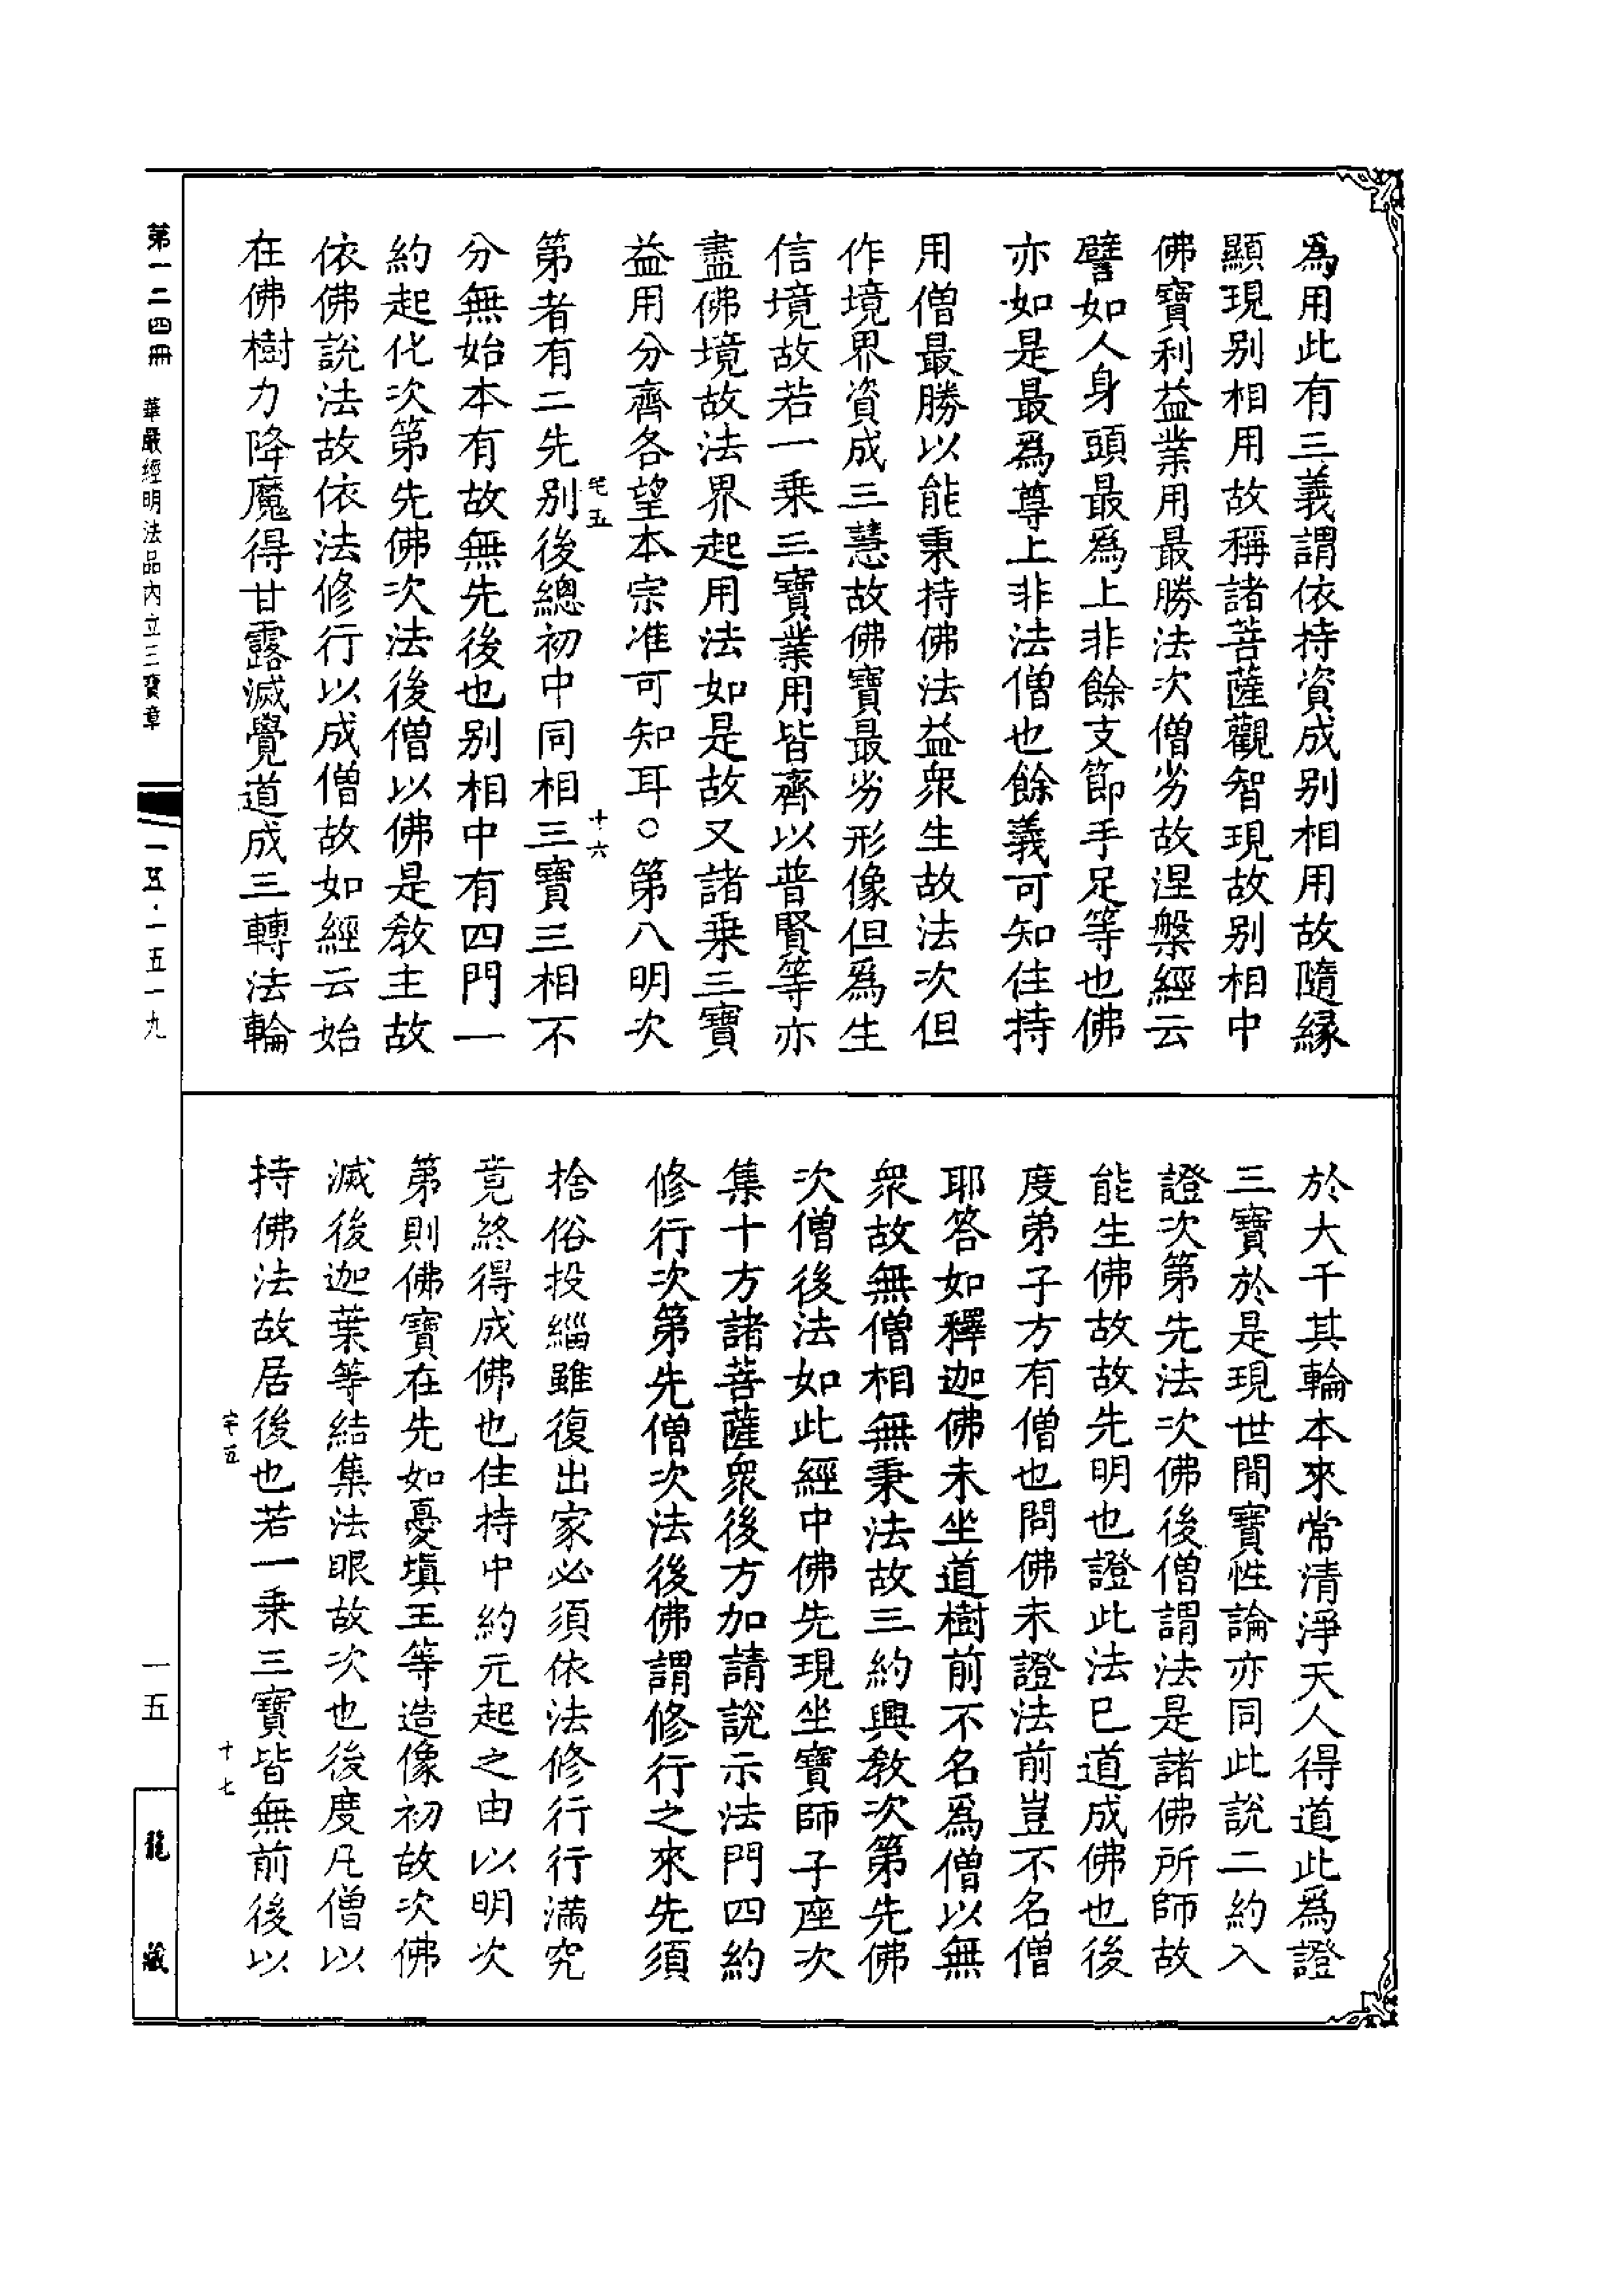 為用此有三義謂依持資成別相用故隨緣
顯現別相用故稱諸菩薩觀智現故別相中
佛寶利益業用最勝法次僧劣故涅槃經云
譬如人身頭最為上非餘支節手足等也佛
亦如是最為尊上非法僧也餘義可知住持
用僧最勝以能秉持佛法益衆生故法次但
作境界資成三慧故佛寶最劣形像但為生
信境故若一乗三寶業用皆齊以普賢等亦
盡佛境故法界起用法如是故又諸乗三寶
益用分齊各望本宗准可知耳○第八明次
宅五
十六
第者有二先別後總初中同相三寶三相不
分無始本有故無先後也別相中有四門一
約起化次第先佛次法後僧以佛是教主故
依佛說法故依法修行以成僧故如經云始
在佛樹力降魔得甘露滅覺道成三轉法輪
於大千其輪本來常清淨天人得道此為證
三寶於是現世間寶性論亦同此說二約入
證次第先法次佛後僧謂法是諸佛所師故
能生佛故故先明也證此法已道成佛也後
度弟子方有僧也問佛未證法前豈不名僧
耶答如釋迦佛未坐道樹前不名為僧以無
衆故無僧相無秉法故三約興教次第先佛
次僧後法如此經中佛先現坐寶師子座次
集十方諸菩薩衆後方加請說示法門四約
修行次第先僧次法後佛謂修行之來先須
捨俗投緇雖復出家必須依法修行行滿究
竟終得成佛也住持中約元起之由以明次
第則佛寶在先如憂填王等造像初故次佛
滅後迦葉等結集法眼故次也後度凡僧以
持佛法故居後也若一乗三寶皆無前後以
宅五
十七
第一二四冊　華嚴經明法品內立三寶章
一五·一五一九
一五
龍藏